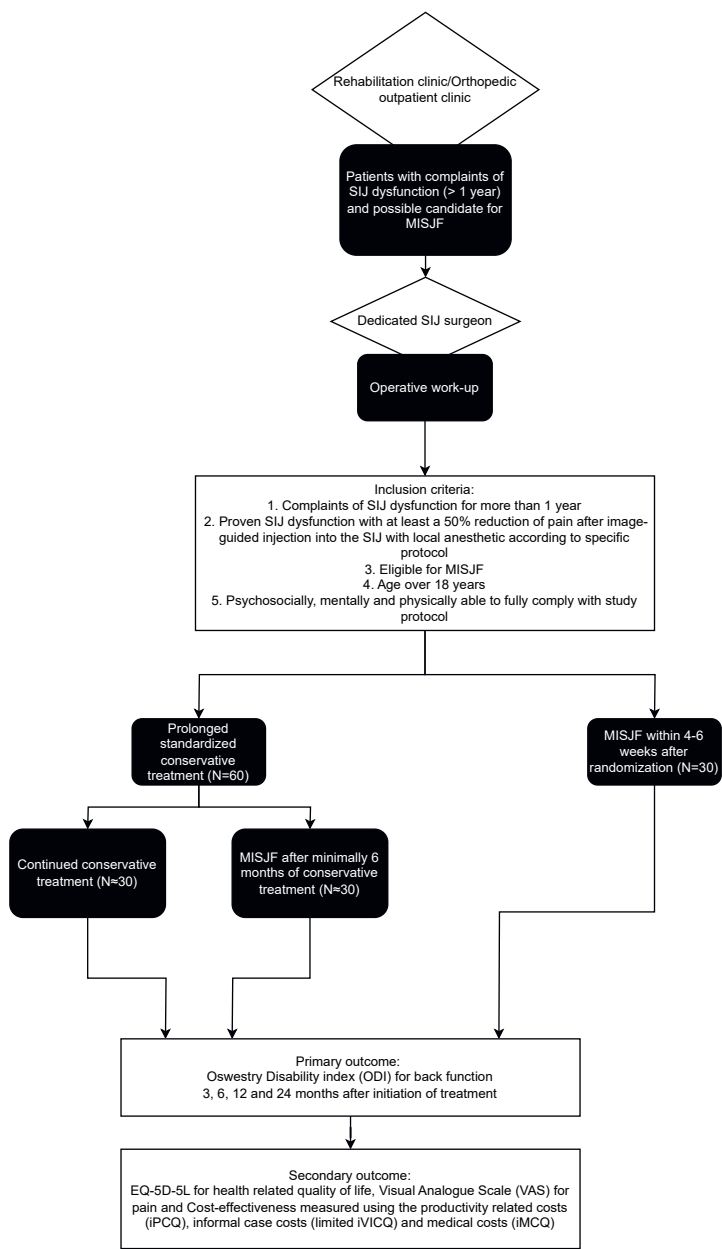 Rehabilitation clinic/Orthopedic
outpatient clinic
Patients with complaints of
SIJ dysfunction (> 1 year)
and possible candidate for
MISJF
Dedicated SIJ surgeon
Operative work-up
Inclusion criteria:
1. Complaints of SIJ dysfunction for more than 1 year
2. Proven SIJ dysfunction with at least a 50% reduction of pain after image-
guided injection into the SIJ with local anesthetic according to specific
protocol
3. Eligible for MISJF
4. Age over 18 years
5. Psychosocially, mentally and physically able to fully comply with study
protocol
Prolonged
standardized
conservative
treatment (N=60)
MISJF within 4-6
weeks after
randomization (N=30)
Continued conservative
treatment (N≈30)
MISJF after minimally 6
months of conservative
treatment (N≈30)
Primary outcome:
Oswestry Disability index (ODI) for back function
3, 6, 12 and 24 months after initiation of treatment
Secondary outcome:
EQ-5D-5L for health related quality of life, Visual Analogue Scale (VAS) for
pain and Cost-effectiveness measured using the productivity related costs
(iPCQ), informal case costs (limited iVICQ) and medical costs (iMCQ)